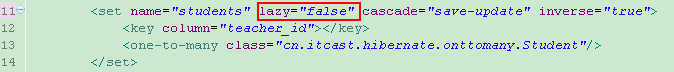 11 <set name="students" lazy="false" cascade="save-update" inverse="true">
12 <key column="teacher_id"></key>
13 <one-to-many class="cn.itcast.hibernate.onttomany.Student"/>
14 </set>